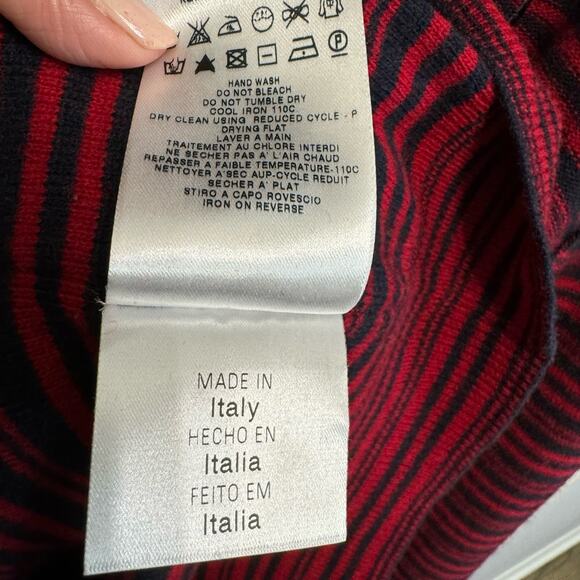 HAND WASH
DO NOT BLEACH
DO NOT TUMBLE DRY
COOL IRON 110C
DRY CLEAN USING REDUCED CYCLE - P
DRYING FLAT
LAVER A MAIN
TRAITEMENT AU CHLORE INTERDI
NE SECHER PAS A'L'AIR CHAUD
REPASSER A FAIBLE TEMPERATURE-110C
NETTOYER A'SEC AUP-CYCLE REDUIT
SECHER A' PLAT
STIRO A CAPO ROVESCIO
IRON ON REVERSE
MADE IN
Italy
HECHO EN
Italia
FEITO EM
Italia